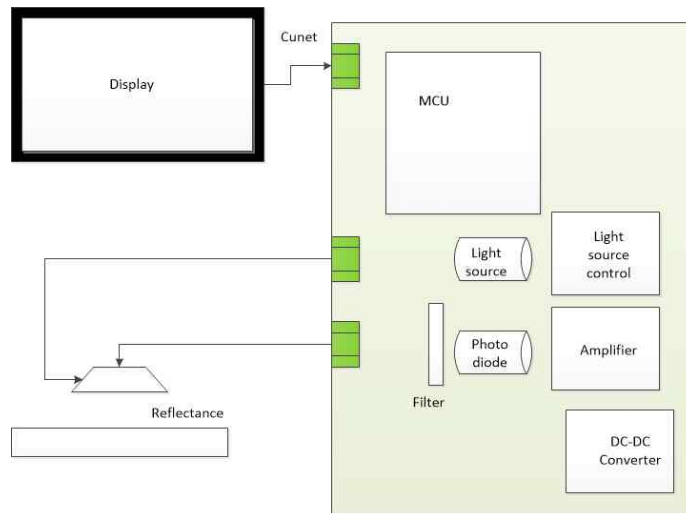 Cunet
Display
MCU
Light
source
Light
source
control
Photo
diode
Amplifier
Filter
Reflectance
DC-DC
Converter